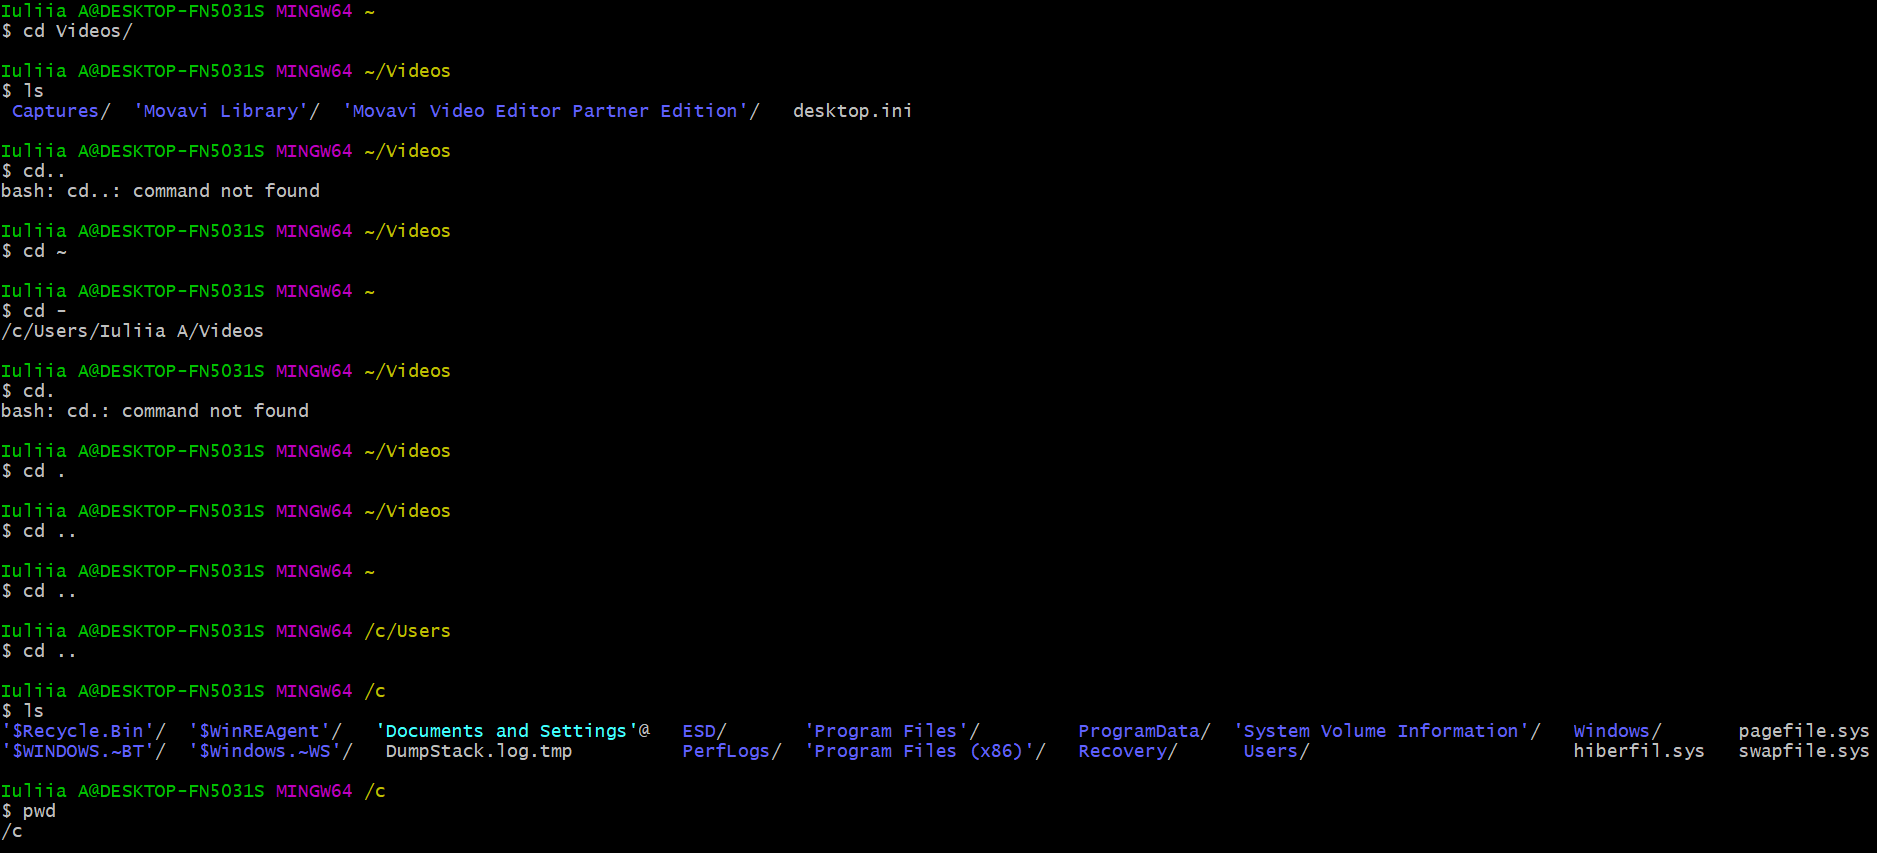 Iuliia A@DESKTOP-FN5031S MINGW64 ~
$ cd Videos/
Iuliia A@DESKTOP-FN5031S MINGW64 ~/Videos
$ ls
Captures/  'Movavi Library'/  'Movavi Video Editor Partner Edition'/   desktop.ini
Iuliia A@DESKTOP-FN5031S MINGW64 ~/Videos
$ cd..
bash: cd..: command not found
Iuliia A@DESKTOP-FN5031S MINGW64 ~/Videos
$ cd ~
Iuliia A@DESKTOP-FN5031S MINGW64 ~
$ cd -
/c/Users/Iuliia A/Videos
Iuliia A@DESKTOP-FN5031S MINGW64 ~/Videos
$ cd.
bash: cd.: command not found
Iuliia A@DESKTOP-FN5031S MINGW64 ~/Videos
$ cd .
Iuliia A@DESKTOP-FN5031S MINGW64 ~/Videos
$ cd ..
Iuliia A@DESKTOP-FN5031S MINGW64 ~
$ cd ..
Iuliia A@DESKTOP-FN5031S MINGW64 /c/Users
$ cd ..
Iuliia A@DESKTOP-FN5031S MINGW64 /c
$ ls
'$Recycle.Bin'/  '$WinREAgent'/   'Documents and Settings'@   ESD/       'Program Files'/         ProgramData/  'System Volume Information'/   Windows/       pagefile.sys
'$WINDOWS.~BT'/  '$Windows.~WS'/   DumpStack.log.tmp          PerfLogs/  'Program Files (x86)'/   Recovery/      Users/                        hiberfil.sys   swapfile.sys
Iuliia A@DESKTOP-FN5031S MINGW64 /c
$ pwd
/c